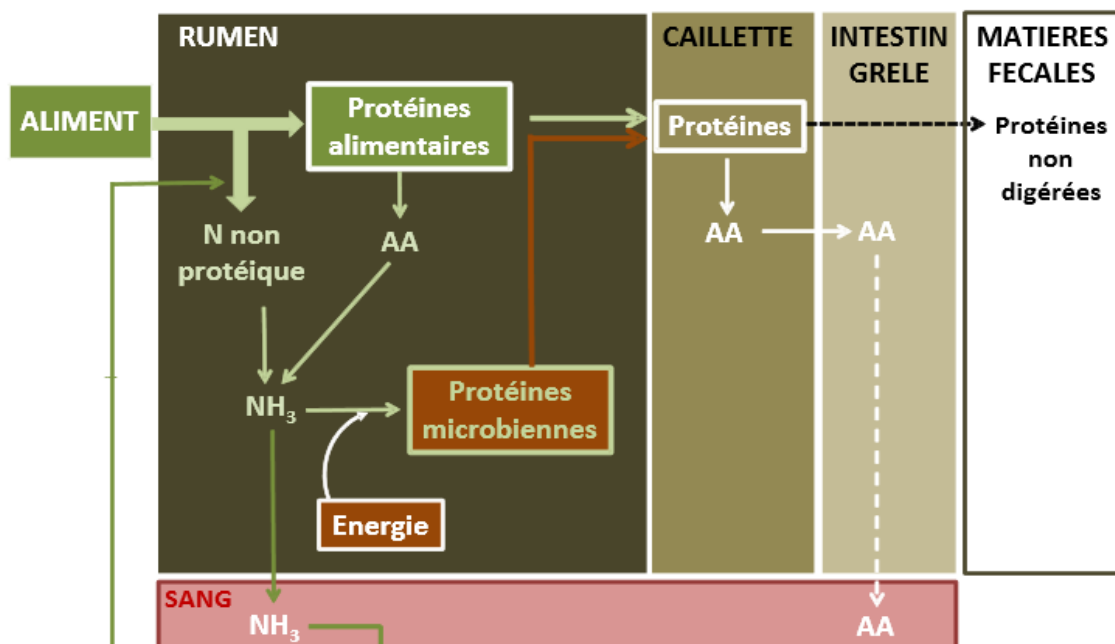 RUMEN
CAILLETTE
INTESTIN
GRELE
MATIERES
FECALES
ALIMENT
Protéines
alimentaires
Protéines
Protéines
non
digérées
N non
protéique
AA
AA
AA
NH₃
Protéines
microbiennes
Energie
SANG
NH₃
AA